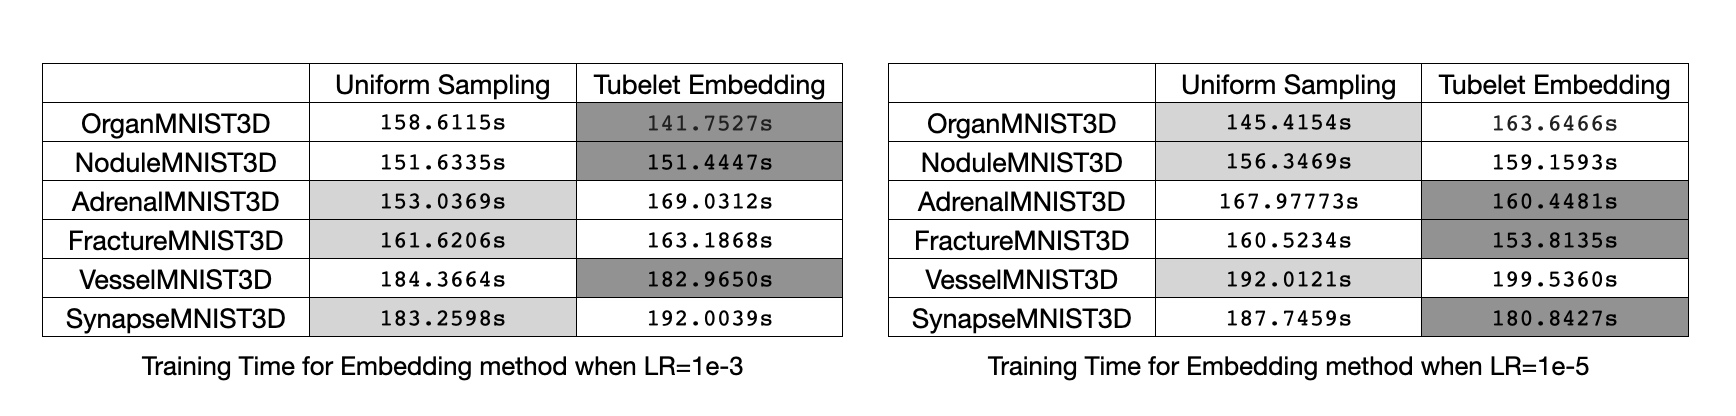 Uniform Sampling Tubelet Embedding
OrganMNIST3D 158.6115s 141.7527s
NoduleMNIST3D 151.6335s 151.4447s
AdrenalMNIST3D 153.0369s 169.0312s
FractureMNIST3D 161.6206s 163.1868s
VesselMNIST3D 184.3664s 182.9650s
SynapseMNIST3D 183.2598s 192.0039s
Training Time for Embedding method when LR=1e-3
Uniform Sampling Tubelet Embedding
OrganMNIST3D 145.4154s 163.6466s
NoduleMNIST3D 156.3469s 159.1593s
AdrenalMNIST3D 167.97773s 160.4481s
FractureMNIST3D 160.5234s 153.8135s
VesselMNIST3D 192.0121s 199.5360s
SynapseMNIST3D 187.7459s 180.8427s
Training Time for Embedding method when LR=1e-5